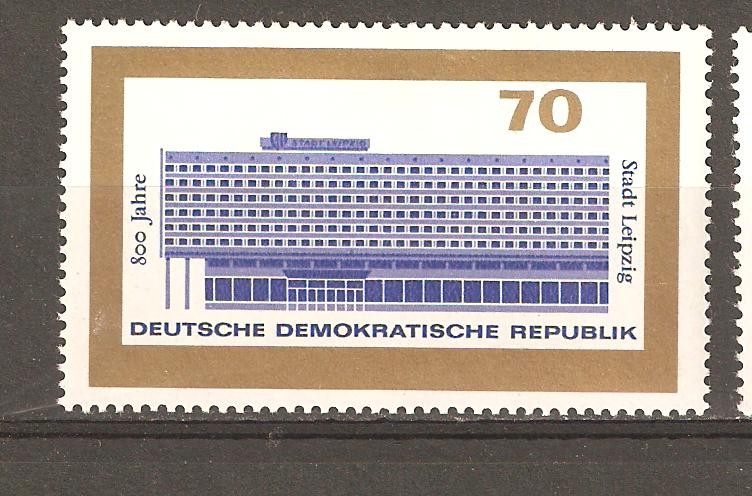 70
800 Jahre
Stadt Leipzig
DEUTSCHE DEMOKRATISCHE REPUBLIK